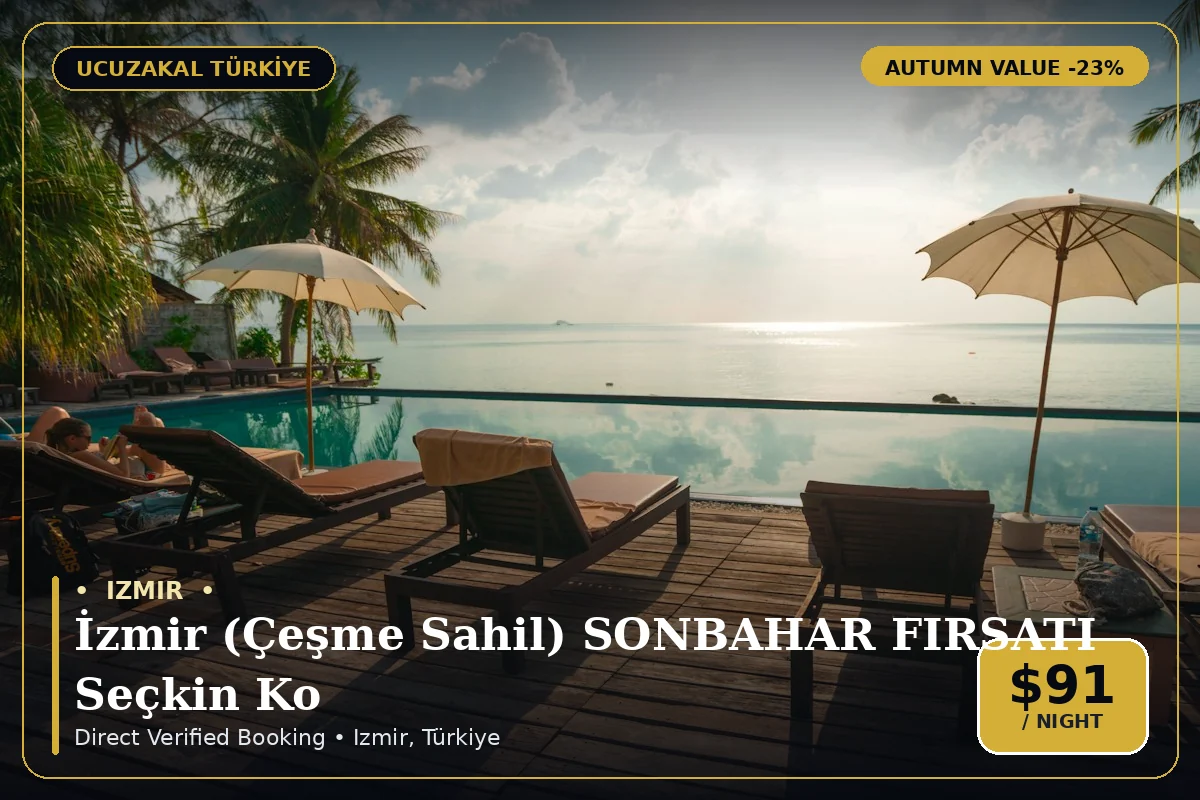 UCUZAKAL TÜRKİYE
AUTUMN VALUE -23%
• IZMIR •
İzmir (Çeşme Sahil) SONBAHAR FIRSATI
Seçkin Ko
$91
/ NIGHT
Direct Verified Booking • Izmir, Türkiye